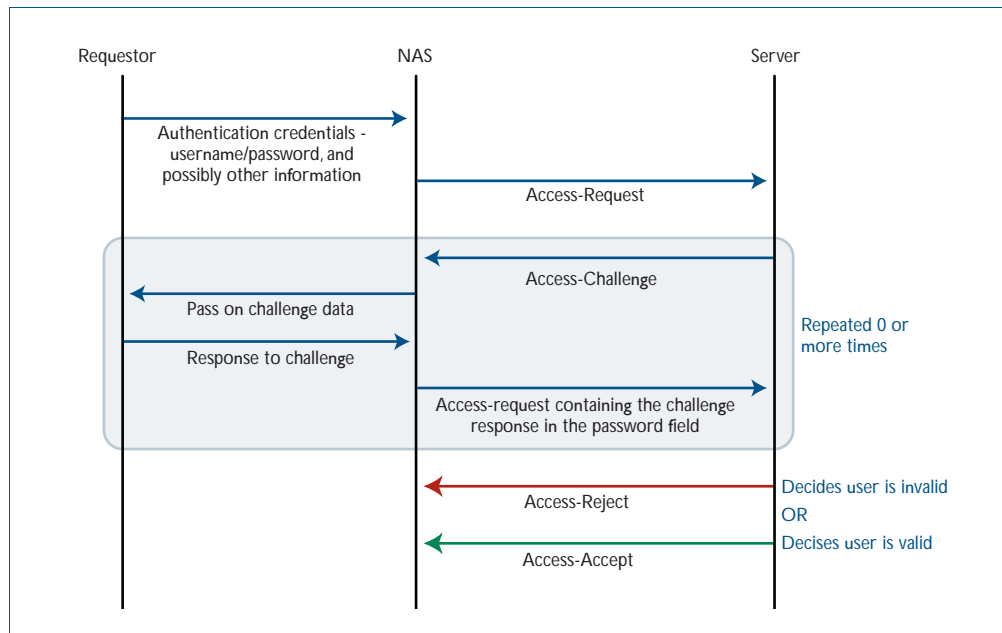 Requestor
NAS
Server
Authentication credentials -
username/password, and
possibly other information
Access-Request
Access-Challenge
Pass on challenge data
Repeated 0 or
more times
Response to challenge
Access-request containing the challenge
response in the password field
Decides user is invalid
Access-Reject
OR
Decises user is valid
Access-Accept